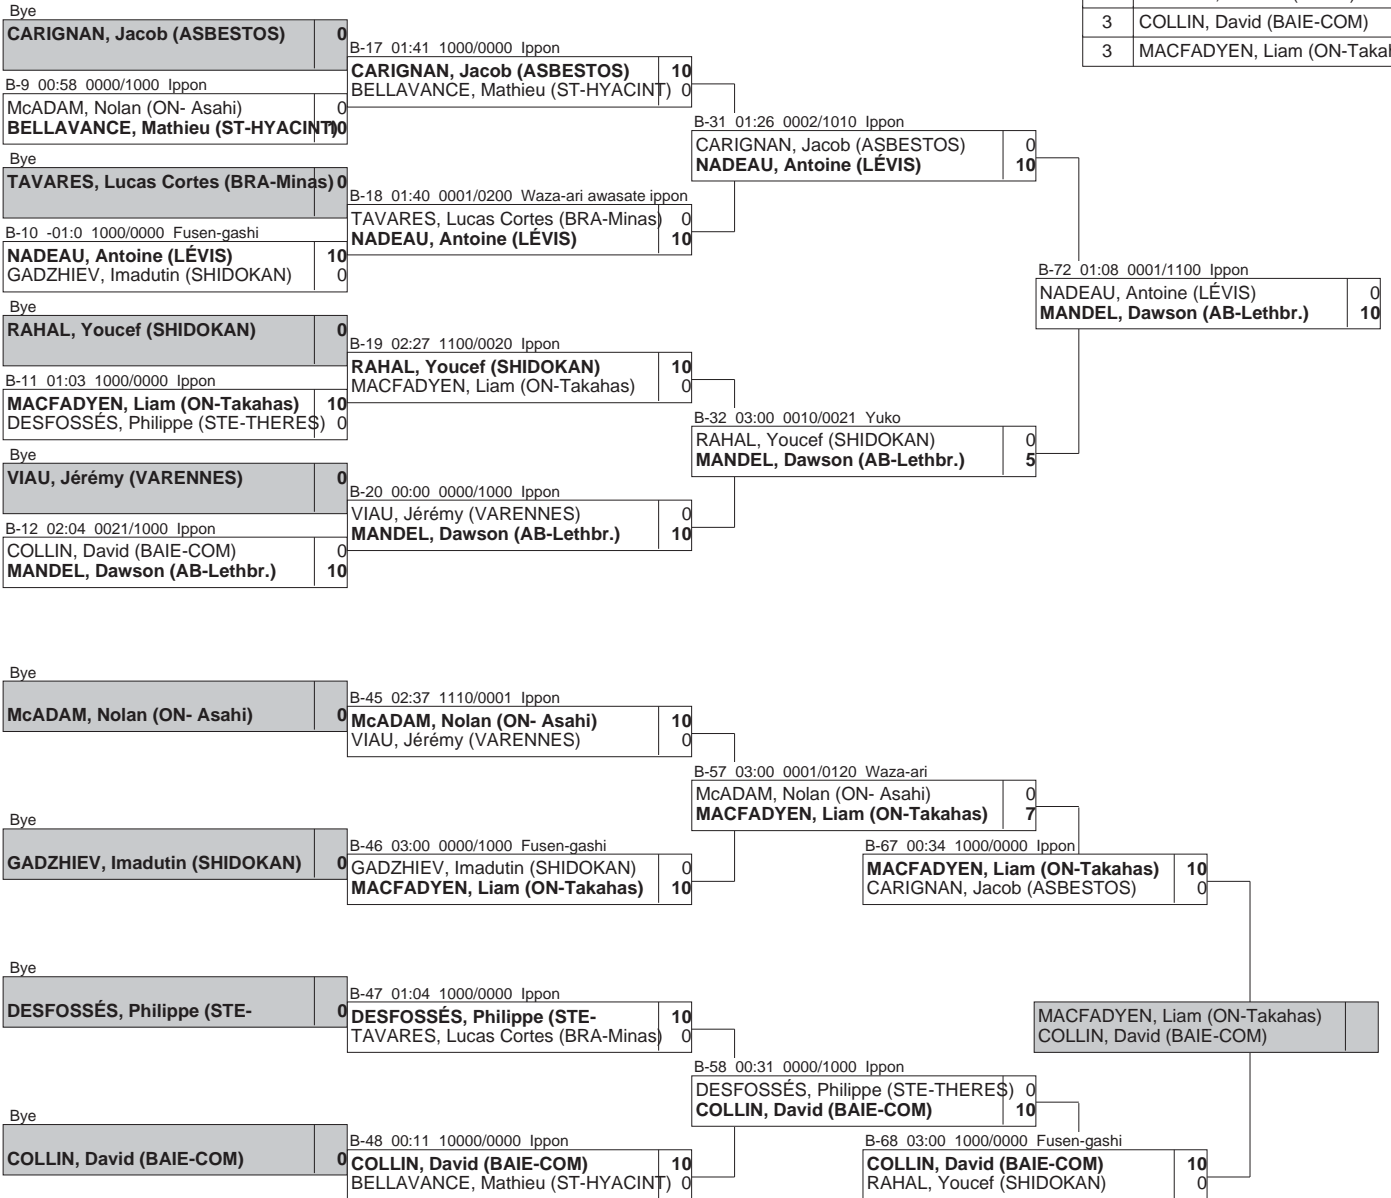 3 COLLIN, David (BAIE-COM)
3 MACFADYEN, Liam (ON-Takah
Bye
CARIGNAN, Jacob (ASBESTOS) 0
B-9 00:58 0000/1000 Ippon
McADAM, Nolan (ON- Asahi) 0
BELLAVANCE, Mathieu (ST-HYACINT) 10
Bye
TAVARES, Lucas Cortes (BRA-Minas) 0
B-10 -01:0 1000/0000 Fusen-gashi
NADEAU, Antoine (LÉVIS) 10
GADZHIEV, Imadutin (SHIDOKAN) 0
Bye
RAHAL, Youcef (SHIDOKAN) 0
B-11 01:03 1000/0000 Ippon
MACFADYEN, Liam (ON-Takahas) 10
DESFOSSÉS, Philippe (STE-THERES) 0
Bye
VIAU, Jérémy (VARENNES) 0
B-12 02:04 0021/1000 Ippon
COLLIN, David (BAIE-COM) 0
MANDEL, Dawson (AB-Lethbr.) 10
B-17 01:41 1000/0000 Ippon
CARIGNAN, Jacob (ASBESTOS) 10
BELLAVANCE, Mathieu (ST-HYACINT) 0
B-18 01:40 0001/0200 Waza-ari awasate ippon
TAVARES, Lucas Cortes (BRA-Minas) 0
NADEAU, Antoine (LÉVIS) 10
B-19 02:27 1100/0020 Ippon
RAHAL, Youcef (SHIDOKAN) 10
MACFADYEN, Liam (ON-Takahas) 0
B-20 00:00 0000/1000 Ippon
VIAU, Jérémy (VARENNES) 0
MANDEL, Dawson (AB-Lethbr.) 10
B-31 01:26 0002/1010 Ippon
CARIGNAN, Jacob (ASBESTOS) 0
NADEAU, Antoine (LÉVIS) 10
B-32 03:00 0010/0021 Yuko
RAHAL, Youcef (SHIDOKAN) 0
MANDEL, Dawson (AB-Lethbr.) 5
B-72 01:08 0001/1100 Ippon
NADEAU, Antoine (LÉVIS) 0
MANDEL, Dawson (AB-Lethbr.) 10
Bye
McADAM, Nolan (ON- Asahi) 0
Bye
GADZHIEV, Imadutin (SHIDOKAN) 0
Bye
DESFOSSÉS, Philippe (STE- 0
Bye
COLLIN, David (BAIE-COM) 0
B-45 02:37 1110/0001 Ippon
McADAM, Nolan (ON- Asahi) 10
VIAU, Jérémy (VARENNES) 0
B-46 03:00 0000/1000 Fusen-gashi
GADZHIEV, Imadutin (SHIDOKAN) 0
MACFADYEN, Liam (ON-Takahas) 10
B-47 01:04 1000/0000 Ippon
DESFOSSÉS, Philippe (STE- 10
TAVARES, Lucas Cortes (BRA-Minas) 0
B-48 00:11 10000/0000 Ippon
COLLIN, David (BAIE-COM) 10
BELLAVANCE, Mathieu (ST-HYACINT) 0
B-57 03:00 0001/0120 Waza-ari
McADAM, Nolan (ON- Asahi) 0
MACFADYEN, Liam (ON-Takahas) 7
B-58 00:31 0000/1000 Ippon
DESFOSSÉS, Philippe (STE-THERES) 0
COLLIN, David (BAIE-COM) 10
B-67 00:34 1000/0000 Ippon
MACFADYEN, Liam (ON-Takahas) 10
CARIGNAN, Jacob (ASBESTOS) 0
B-68 03:00 1000/0000 Fusen-gashi
COLLIN, David (BAIE-COM) 10
RAHAL, Youcef (SHIDOKAN) 0
MACFADYEN, Liam (ON-Takahas)
COLLIN, David (BAIE-COM)